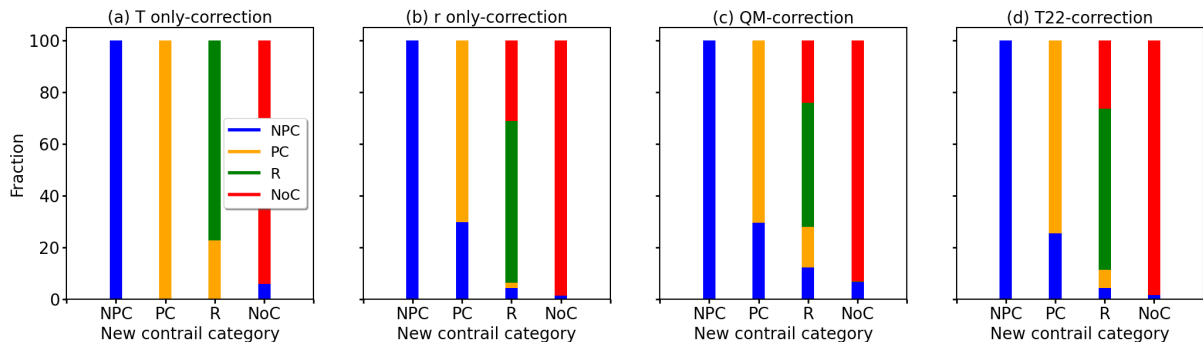 (a) T only-correction
(b) r only-correction
(c) QM-correction
(d) T22-correction
Fraction
100
80
60
40
20
0
NPC
PC
R
NoC
NPC PC R NoC
NPC PC R NoC
NPC PC R NoC
NPC PC R NoC
New contrail category
New contrail category
New contrail category
New contrail category